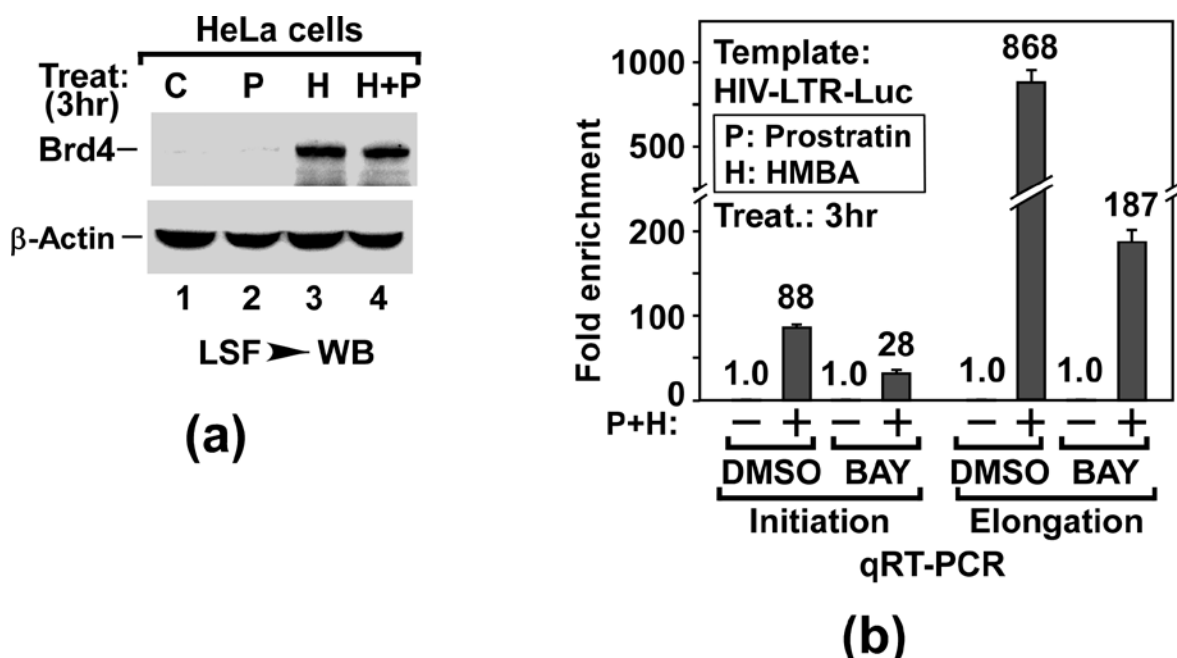 HeLa cells
Treat: C P H H+P
(3hr)
Brd4
β-Actin
1 2 3 4
LSF ➤ WB
(a)
Fold enrichment
1000
500
200
100
0
Template:
HIV-LTR-Luc
P: Prostratin
H: HMBA
Treat.: 3hr
1.0 88 1.0 28 1.0 868 1.0 187
P+H: − + − + − + − +
DMSO BAY DMSO BAY
Initiation Elongation
qRT-PCR
(b)